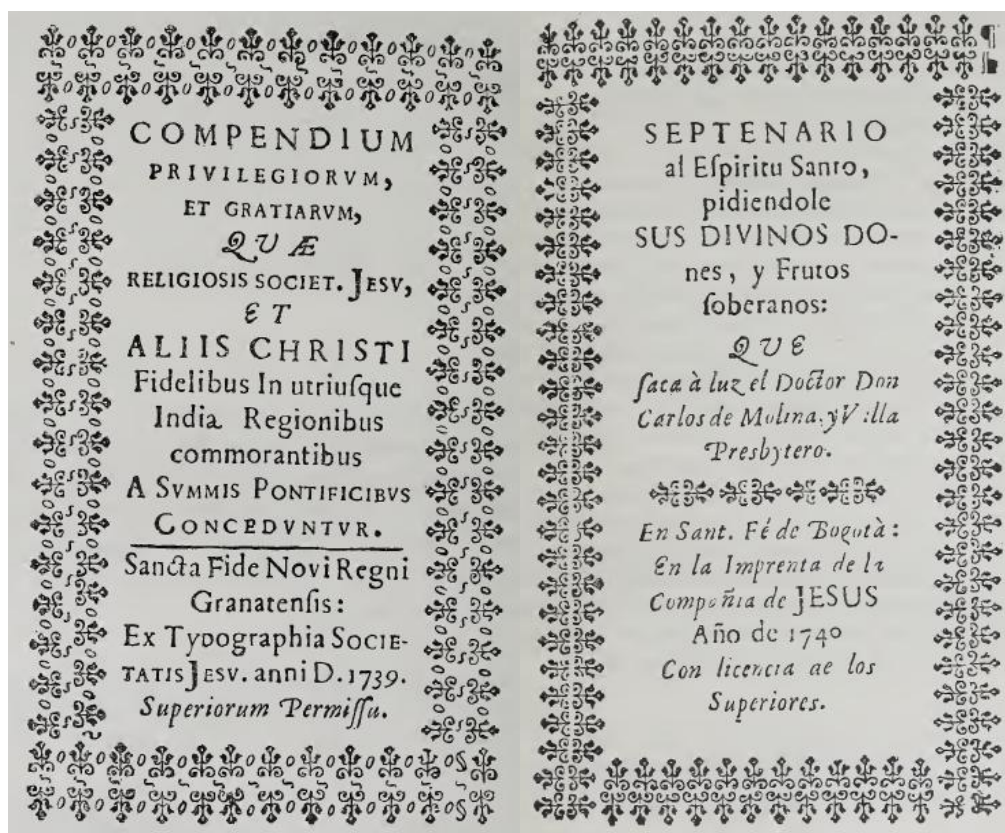 COMPENDIUM
PRIVILEGIORVM,
ET GRATIARVM,
QUÆ
RELIGIOSIS SOCIET. JESV,
ET
ALIIS CHRISTI
Fidelibus In utriuſque
India Regionibus
commorantibus
A SVMMIS PONTIFICIBVS
CONCEDVNTVR.
Sancta Fide Novi Regni
Granatenſis:
Ex Typographia SOCIE-
TATIS JESV. anni D. 1739.
Superiorum Permiſſu.
SEPTENARIO
al Eſpiritu Santo,
pidiendole
SUS DIVINOS DO-
nes, y Frutos
ſoberanos:
QUE
ſaca à luz el Doctor Don
Carlos de Molina, y V illa
Presbytero.
En Sant. Fé de Bogotà:
En la Imprenta de la
Compañia de JESUS
Año de 1740
Con licencia de los
Superiores.